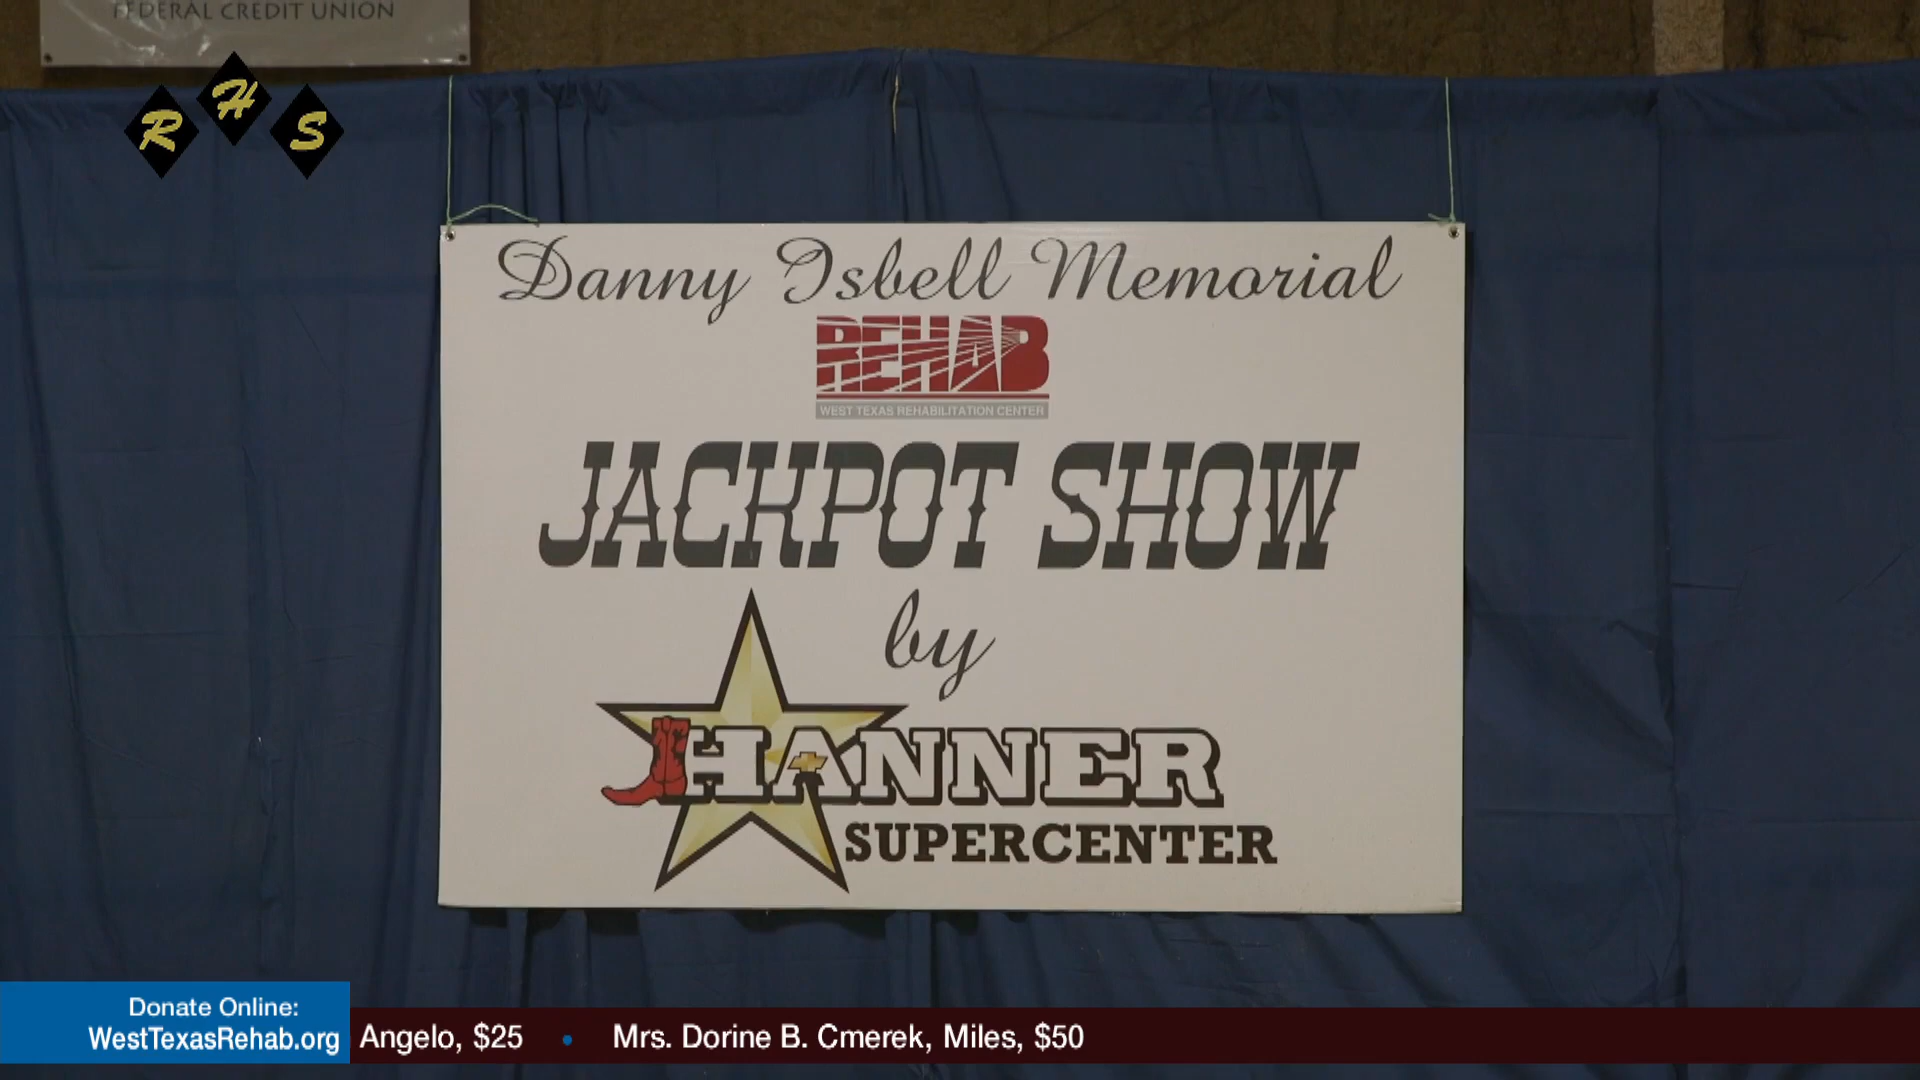 FEDERAL CREDIT UNION
R H S
Danny Isbell Memorial
REHAB
WEST TEXAS REHABILITATION CENTER
JACKPOT SHOW
by
HANNER
SUPERCENTER
Donate Online:
WestTexasRehab.org
Angelo, $25 • Mrs. Dorine B. Cmerek, Miles, $50